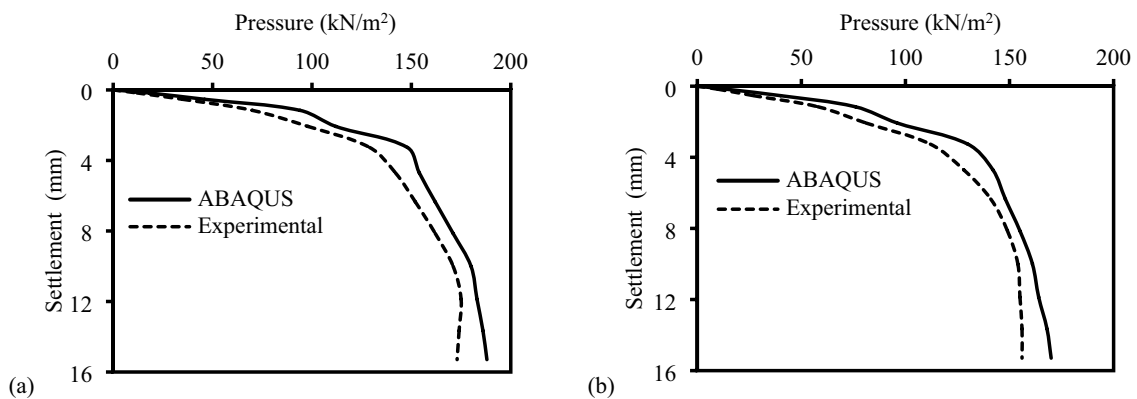 Pressure (kN/m²)
0 50 100 150 200
0
4
8
12
16
Settlement (mm)
ABAQUS
Experimental
(a)
Pressure (kN/m²)
0 50 100 150 200
0
4
8
12
16
Settlement (mm)
ABAQUS
Experimental
(b)